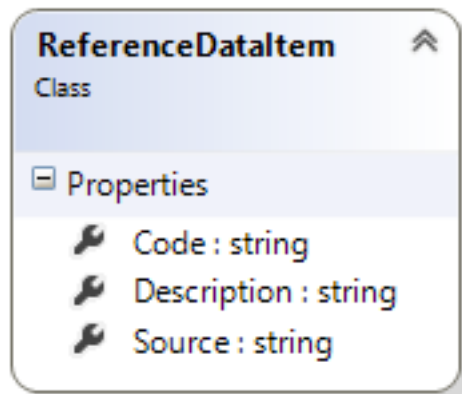 ReferenceDataItem
Class
Properties
Code : string
Description : string
Source : string